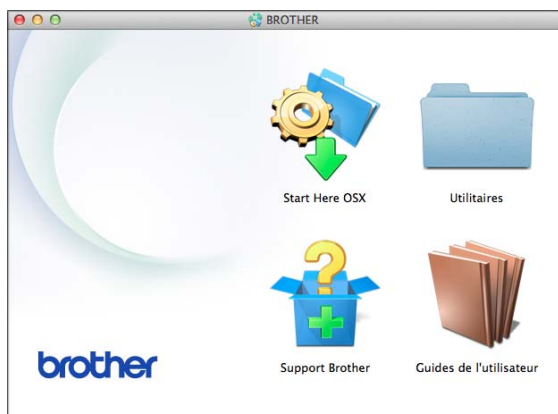 BROTHER
Start Here OSX
Utilitaires
Support Brother
Guides de l'utilisateur
brother